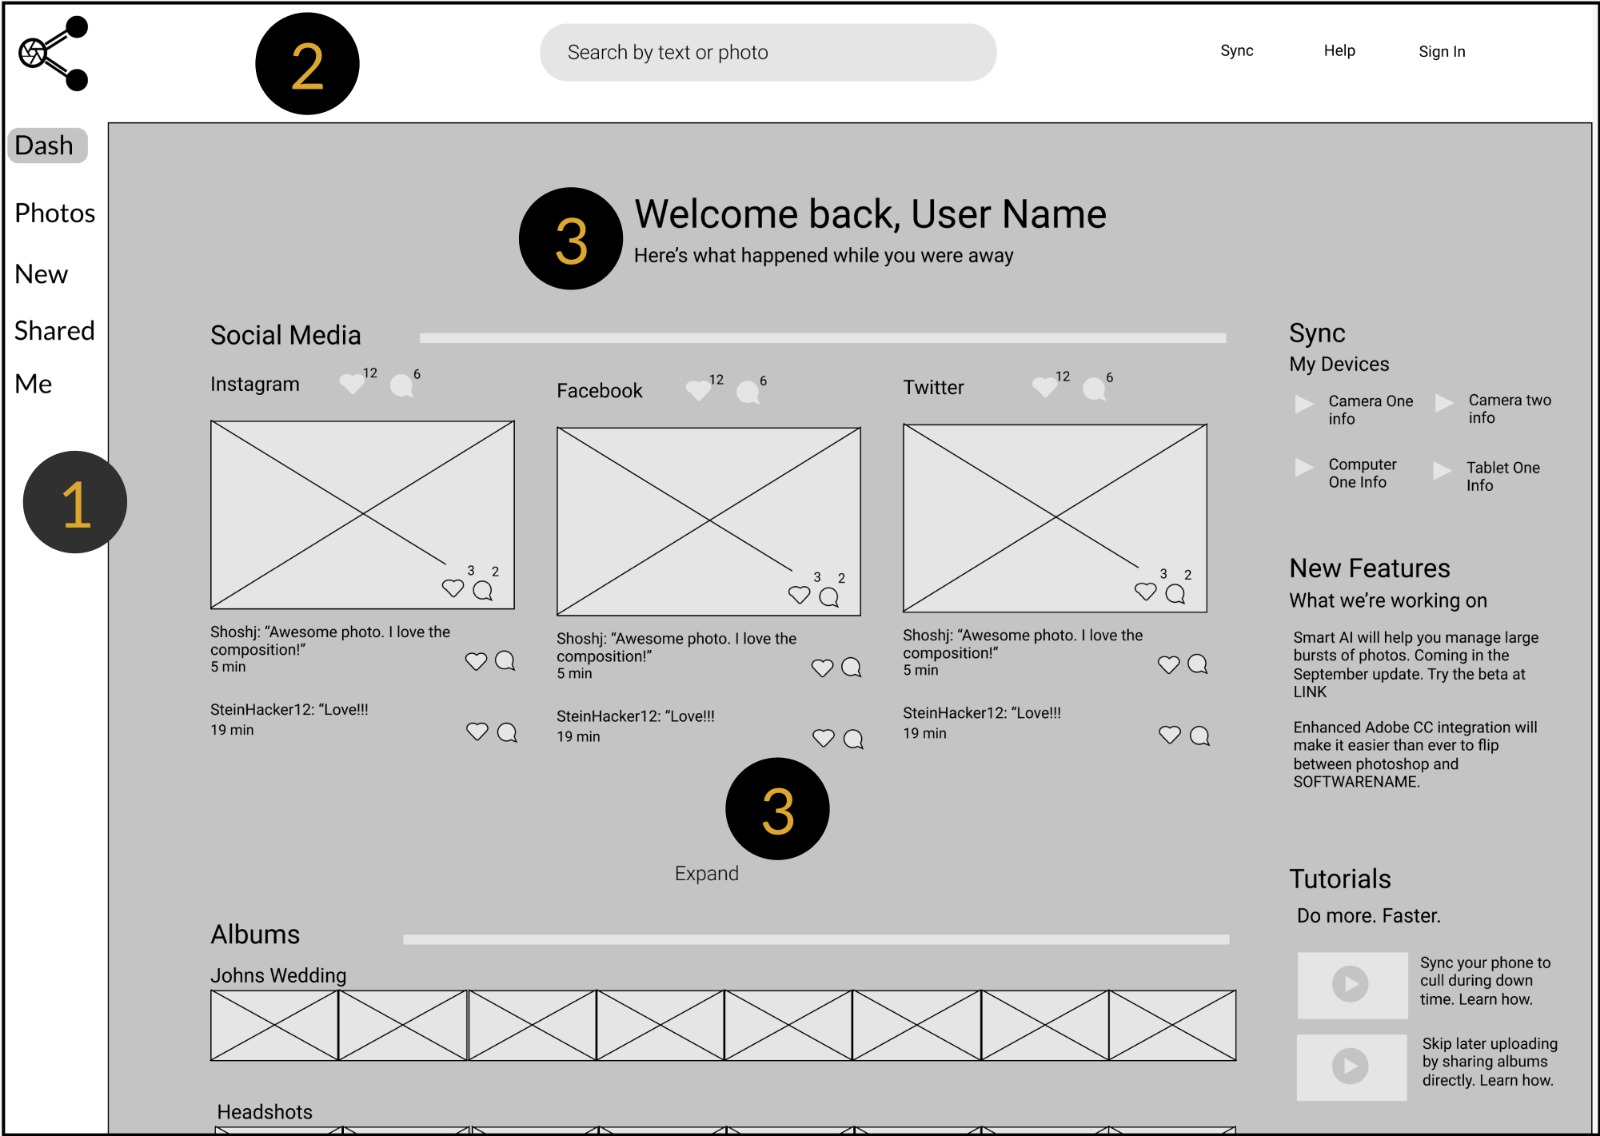 2
Search by text or photo
Sync
Help
Sign In
Dash
Photos
New
Shared
Me
1
3
Welcome back, User Name
Here's what happened while you were away
Social Media
Instagram
12
6
3
2
Shoshj: “Awesome photo. I love the
composition!”
5 min
SteinHacker12: “Love!!!
19 min
Facebook
12
6
3
2
Shoshj: “Awesome photo. I love the
composition!”
5 min
SteinHacker12: “Love!!!
19 min
Twitter
12
6
3
2
Shoshj: “Awesome photo. I love the
composition!”
5 min
SteinHacker12: “Love!!!
19 min
3
Expand
Albums
Johns Wedding
Headshots
Sync
My Devices
Camera One
info
Camera two
info
Computer
One Info
Tablet One
Info
New Features
What we're working on
Smart AI will help you manage large
bursts of photos. Coming in the
September update. Try the beta at
LINK
Enhanced Adobe CC integration will
make it easier than ever to flip
between photoshop and
SOFTWARENAME.
Tutorials
Do more. Faster.
Sync your phone to
cull during down
time. Learn how.
Skip later uploading
by sharing albums
directly. Learn how.